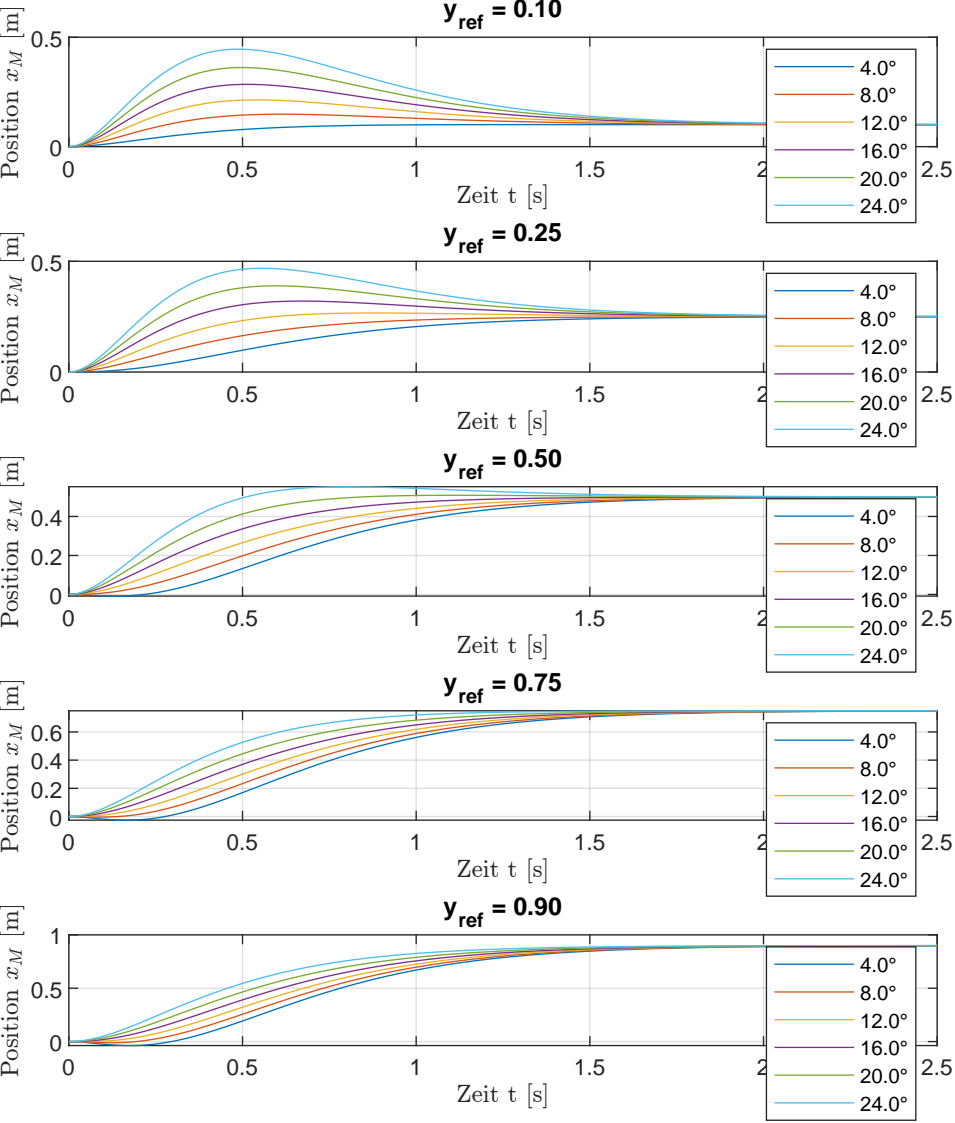 y_ref = 0.10
Position x_M [m]
0.5
0
0 0.5 1 1.5 2 2.5
Zeit t [s]
4.0°
8.0°
12.0°
16.0°
20.0°
24.0°
y_ref = 0.25
Position x_M [m]
0.5
0
0 0.5 1 1.5 2 2.5
Zeit t [s]
4.0°
8.0°
12.0°
16.0°
20.0°
24.0°
y_ref = 0.50
Position x_M [m]
0.4
0.2
0
0 0.5 1 1.5 2 2.5
Zeit t [s]
4.0°
8.0°
12.0°
16.0°
20.0°
24.0°
y_ref = 0.75
Position x_M [m]
0.6
0.4
0.2
0
0 0.5 1 1.5 2 2.5
Zeit t [s]
4.0°
8.0°
12.0°
16.0°
20.0°
24.0°
y_ref = 0.90
Position x_M [m]
1
0.5
0
0 0.5 1 1.5 2 2.5
Zeit t [s]
4.0°
8.0°
12.0°
16.0°
20.0°
24.0°